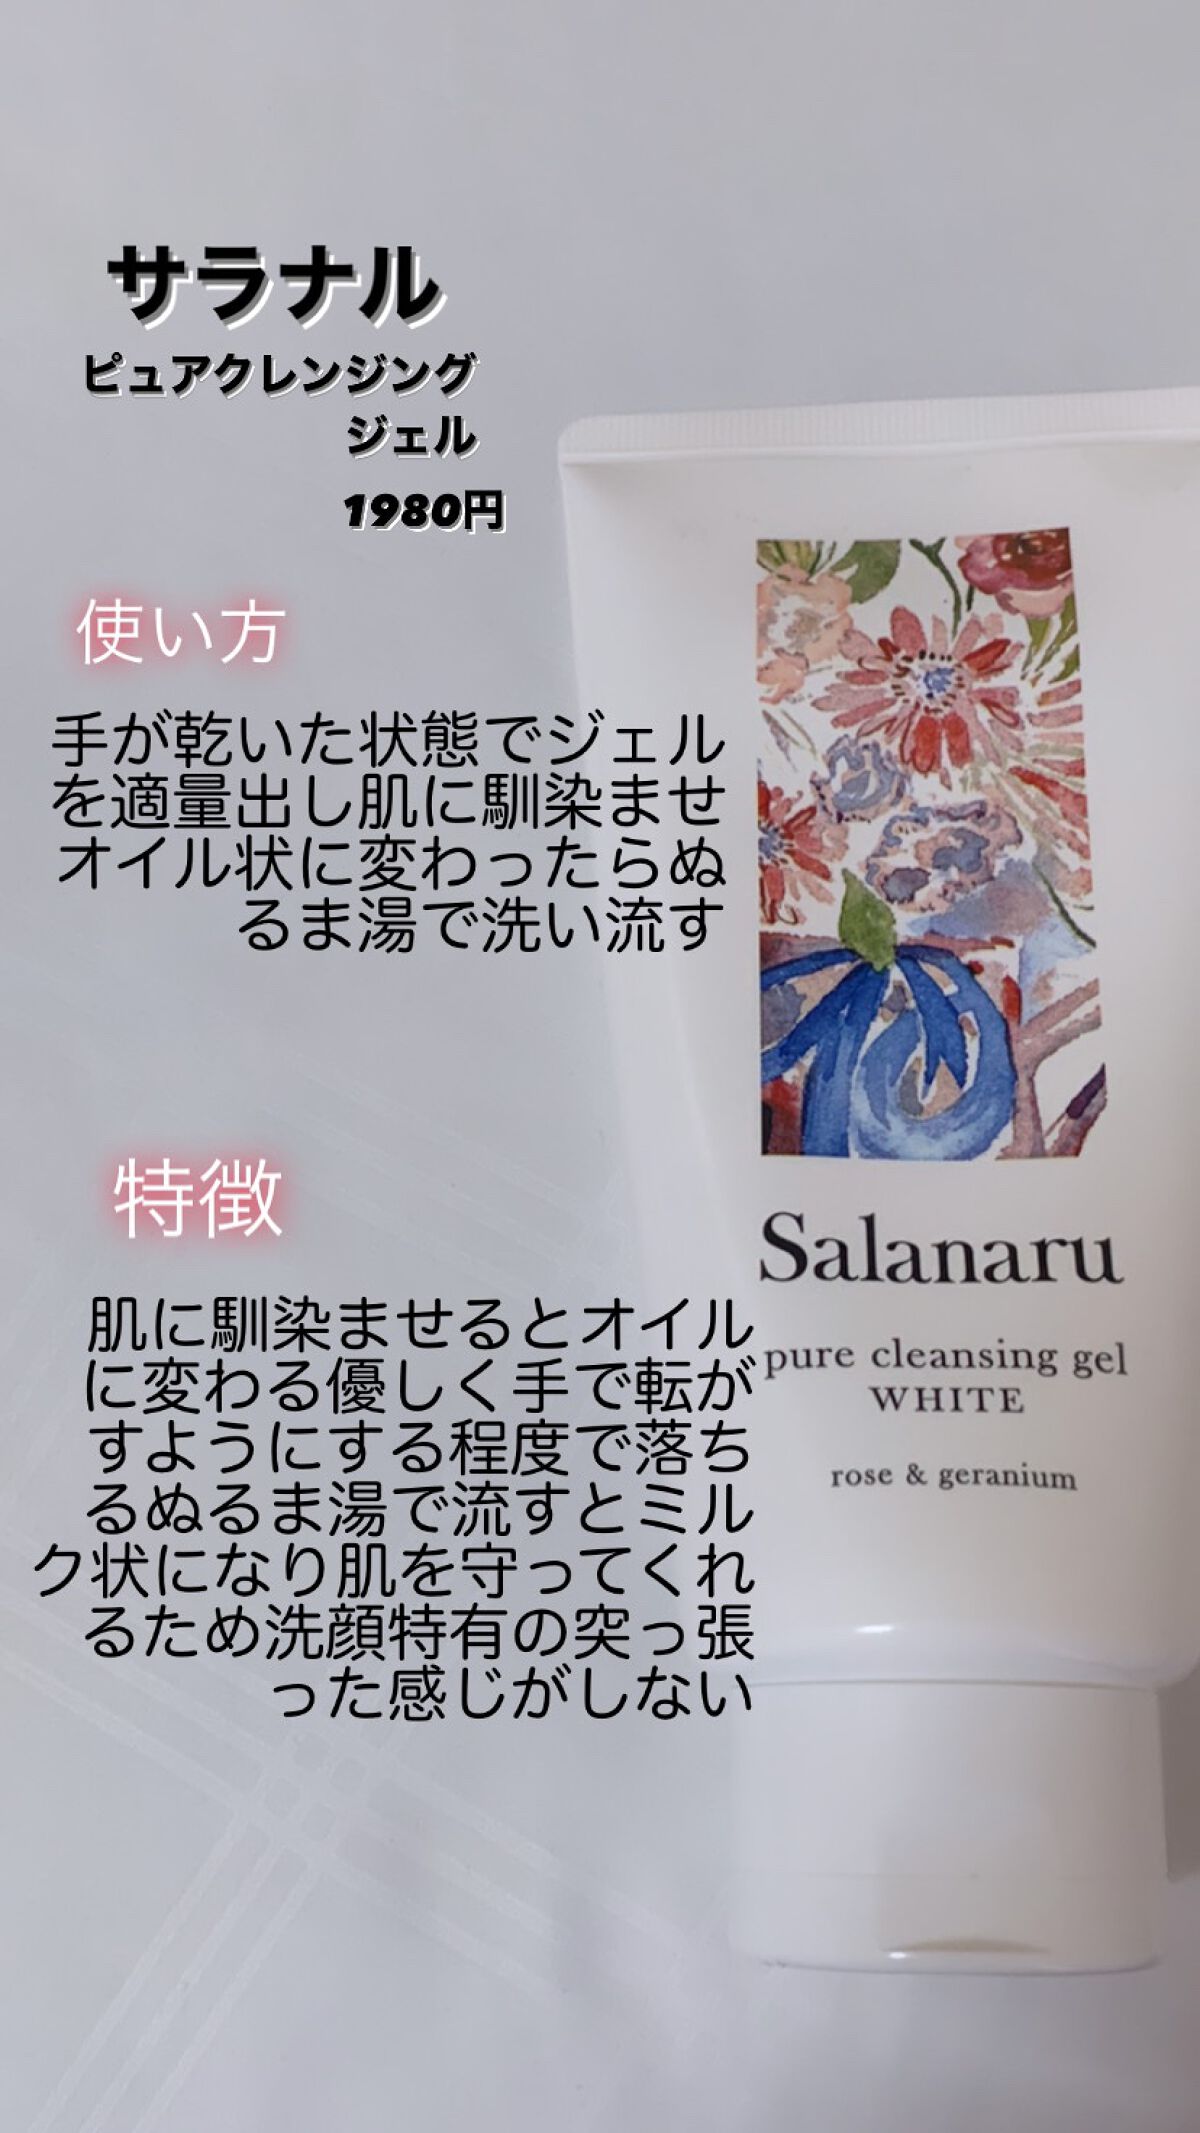 サラナル
ピュアクレンジング
ジェル
1980円
使い方
手が乾いた状態でジェル
を適量出し肌に馴染ませ
オイル状に変わったらぬ
るま湯で洗い流す
特徴
肌に馴染ませるとオイル
に変わる優しく手で転が
すようにする程度で落ち
るぬるま湯で流すとミル
ク状になり肌を守ってくれ
るため洗顔特有の突っ張
った感じがしない
Salanaru
pure cleansing gel
WHITE
rose & geranium